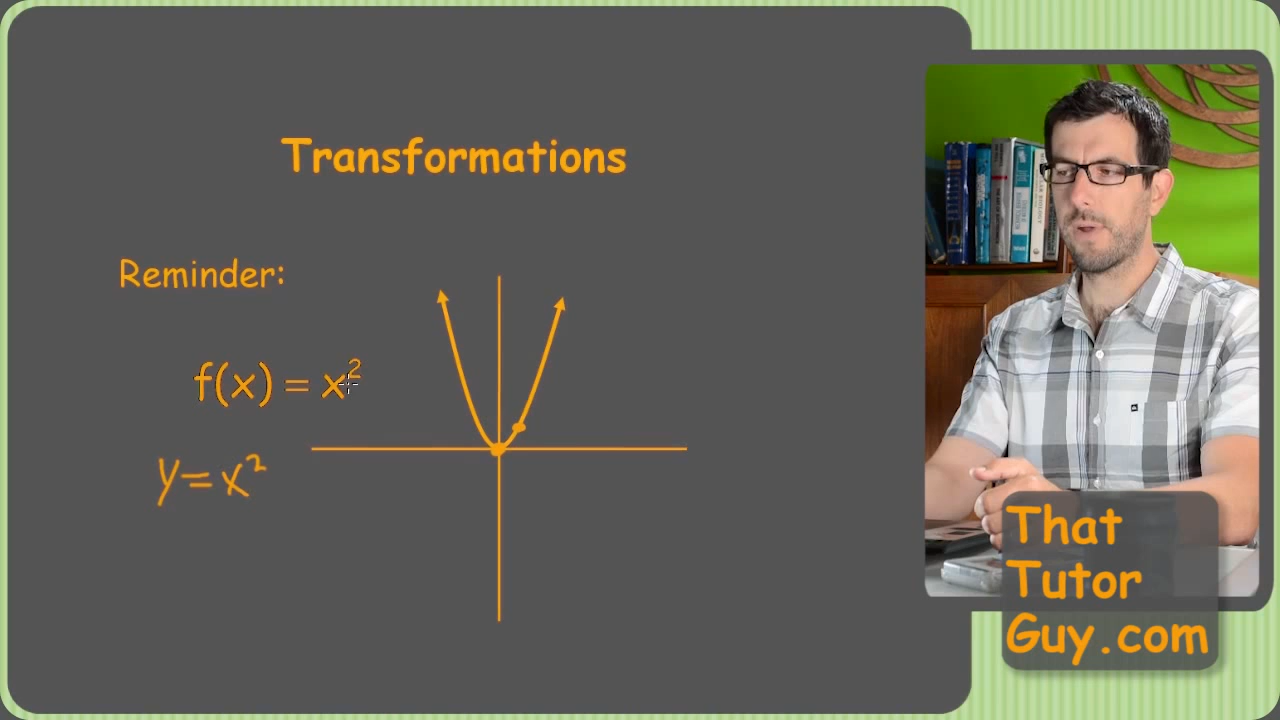 Transformations
Reminder:
f(x) = x²
y = x²
That
Tutor
Guy.com